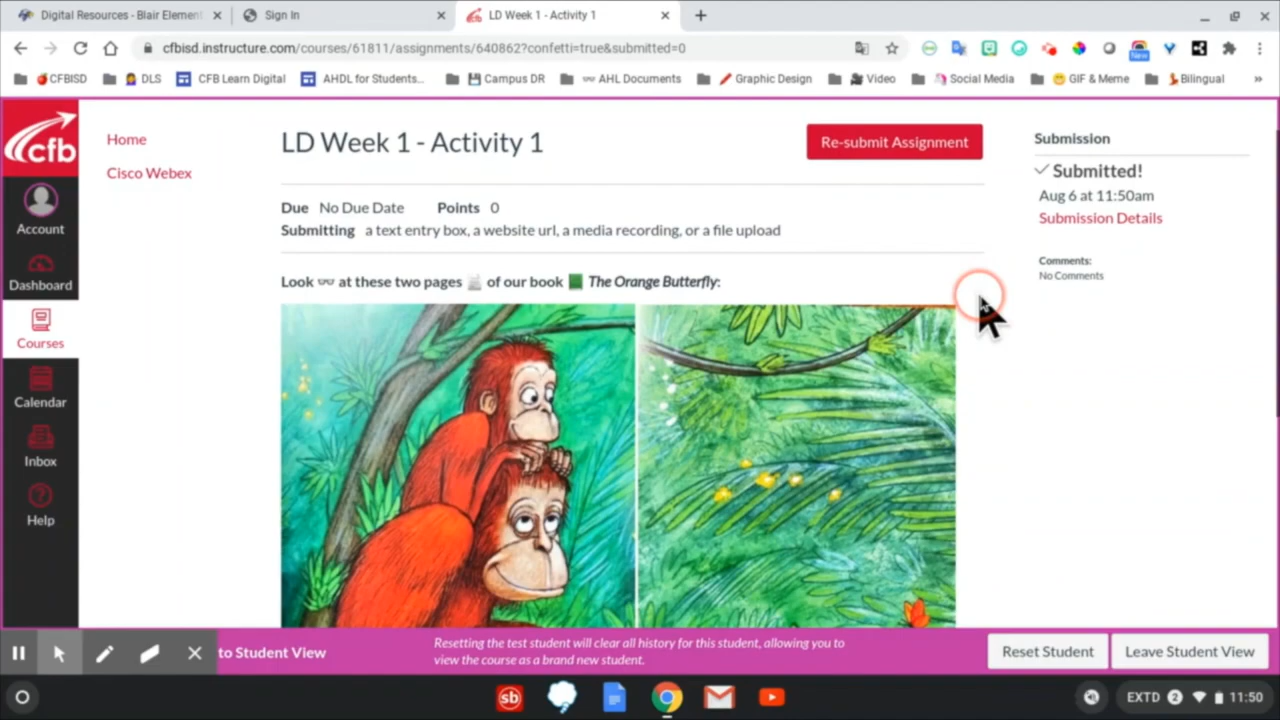 Digital Resources - Blair Element
Sign In
LD Week 1 - Activity 1
cfbisd.instructure.com/courses/61811/assignments/640862?confetti=true&submitted=0
New
CFBISD
DLS
CFB Learn Digital
AHDL for Students...
Campus DR
AHL Documents
Graphic Design
Video
Social Media
GIF & Meme
Bilingual
»
cfb
Account
Dashboard
Courses
Calendar
Inbox
Help
Home
Cisco Webex
LD Week 1 - Activity 1
Re-submit Assignment
Due No Due Date Points 0
Submitting a text entry box, a website url, a media recording, or a file upload
Look at these two pages of our book The Orange Butterfly:
Submission
Submitted!
Aug 6 at 11:50am
Submission Details
Comments:
No Comments
to Student View
Resetting the test student will clear all history for this student, allowing you to
view the course as a brand new student.
Reset Student
Leave Student View
sb
EXTD 2 11:50